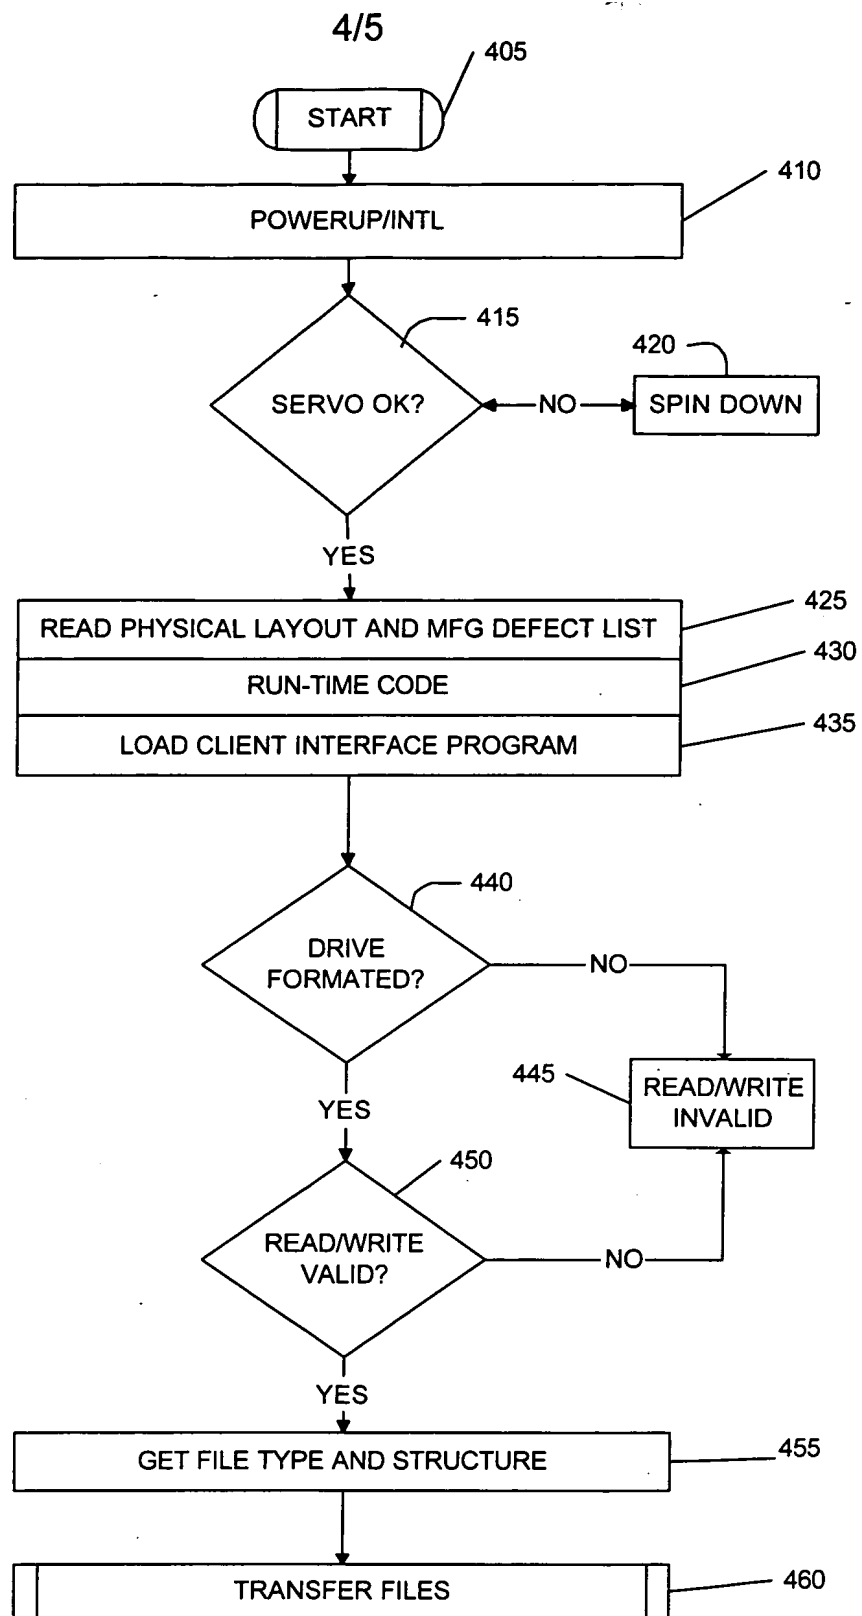 4/5
405
START
410
POWERUP/INTL
415
SERVO OK?
NO
420
SPIN DOWN
YES
425
READ PHYSICAL LAYOUT AND MFG DEFECT LIST
430
RUN-TIME CODE
435
LOAD CLIENT INTERFACE PROGRAM
440
DRIVE
FORMATED?
NO
445
READ/WRITE
INVALID
YES
450
READ/WRITE
VALID?
NO
YES
455
GET FILE TYPE AND STRUCTURE
460
TRANSFER FILES